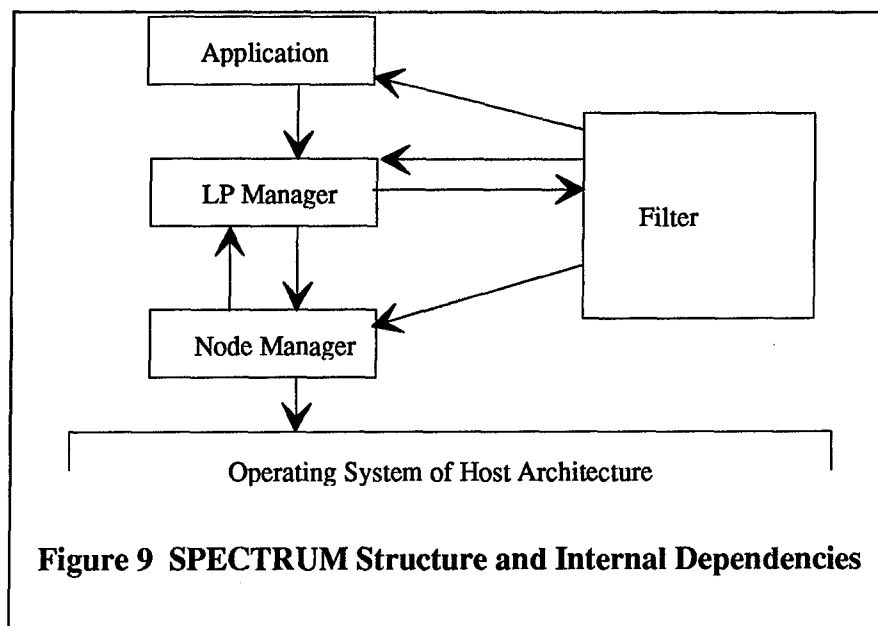 Application
LP Manager
Filter
Node Manager
Operating System of Host Architecture
Figure 9 SPECTRUM Structure and Internal Dependencies